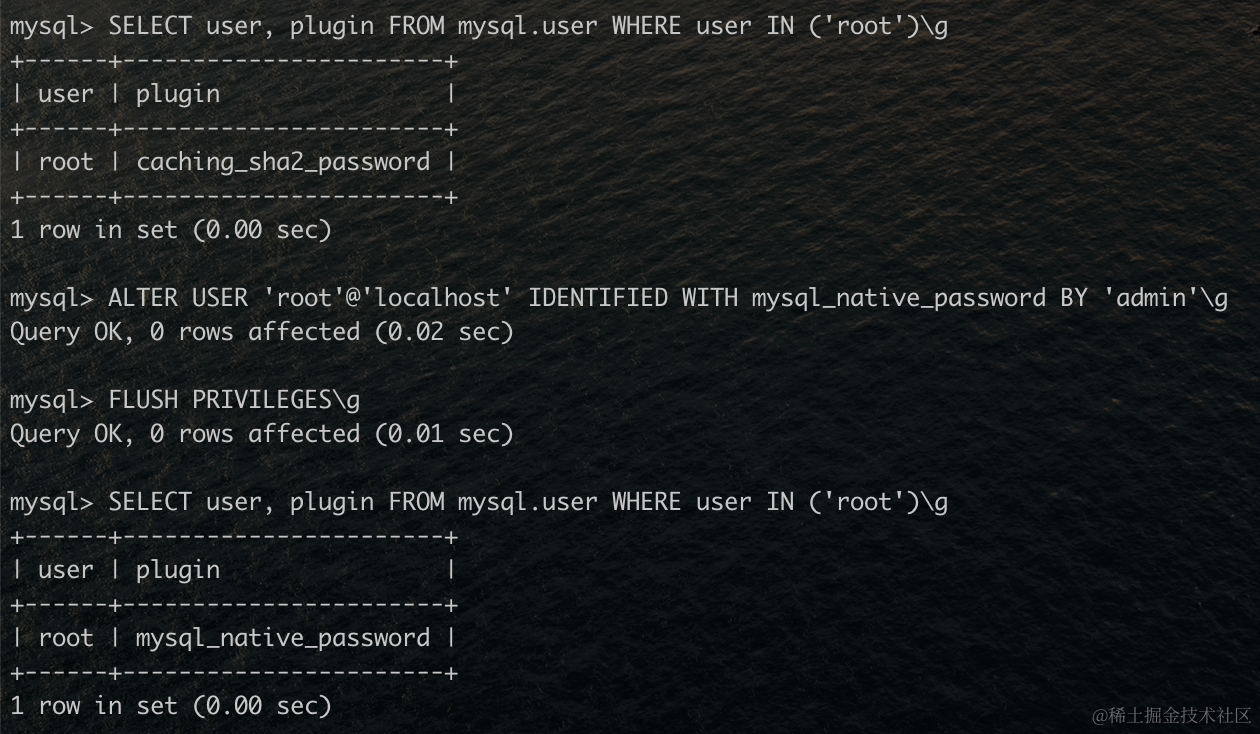 mysql> SELECT user, plugin FROM mysql.user WHERE user IN ('root')\g
+------+-----------------------+
| user | plugin                |
+------+-----------------------+
| root | caching_sha2_password |
+------+-----------------------+
1 row in set (0.00 sec)

mysql> ALTER USER 'root'@'localhost' IDENTIFIED WITH mysql_native_password BY 'admin'\g
Query OK, 0 rows affected (0.02 sec)

mysql> FLUSH PRIVILEGES\g
Query OK, 0 rows affected (0.01 sec)

mysql> SELECT user, plugin FROM mysql.user WHERE user IN ('root')\g
+------+-----------------------+
| user | plugin                |
+------+-----------------------+
| root | mysql_native_password |
+------+-----------------------+
1 row in set (0.00 sec)
@稀土掘金技术社区